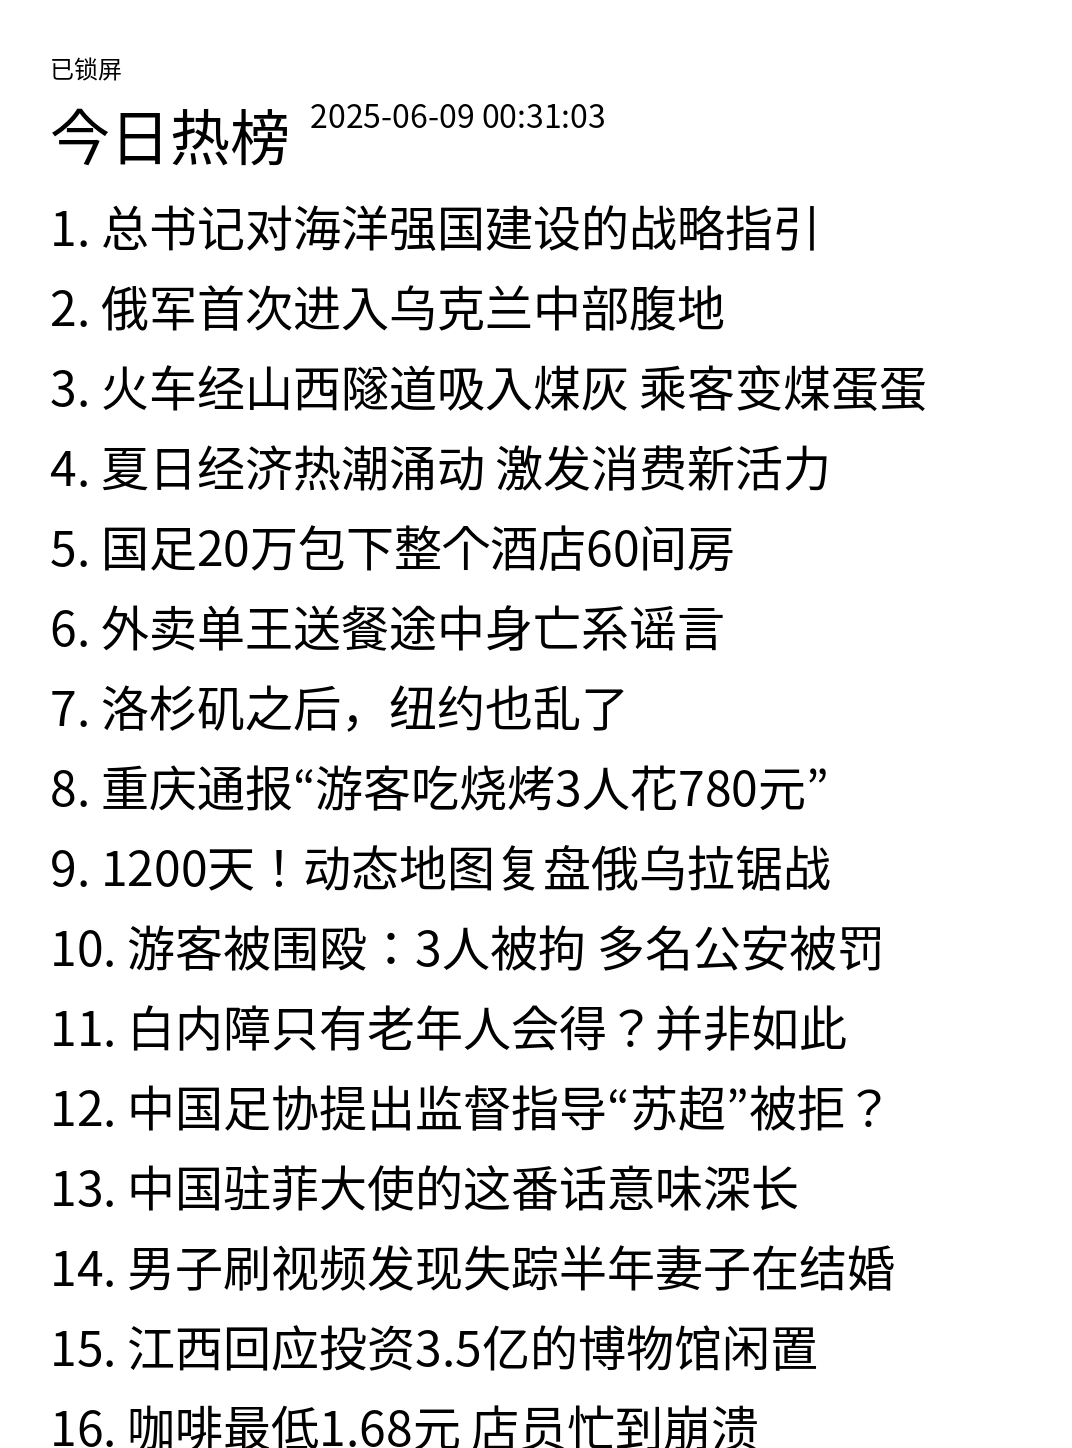 已锁屏
今日热榜 2025-06-09 00:31:03
1. 总书记对海洋强国建设的战略指引
2. 俄军首次进入乌克兰中部腹地
3. 火车经山西隧道吸入煤灰 乘客变煤蛋蛋
4. 夏日经济热潮涌动 激发消费新活力
5. 国足20万包下整个酒店60间房
6. 外卖单王送餐途中身亡系谣言
7. 洛杉矶之后，纽约也乱了
8. 重庆通报“游客吃烧烤3人花780元”
9. 1200天！动态地图复盘俄乌拉锯战
10. 游客被围殴：3人被拘 多名公安被罚
11. 白内障只有老年人会得？并非如此
12. 中国足协提出监督指导“苏超”被拒？
13. 中国驻菲大使的这番话意味深长
14. 男子刷视频发现失踪半年妻子在结婚
15. 江西回应投资3.5亿的博物馆闲置
16. 咖啡最低1.68元 店员忙到崩溃